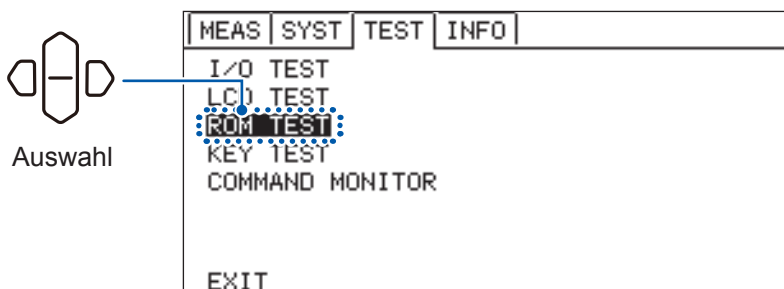 MEAS SYST TEST INFO
I/O TEST
LCD TEST
ROM TEST
KEY TEST
COMMAND MONITOR
EXIT
Auswahl